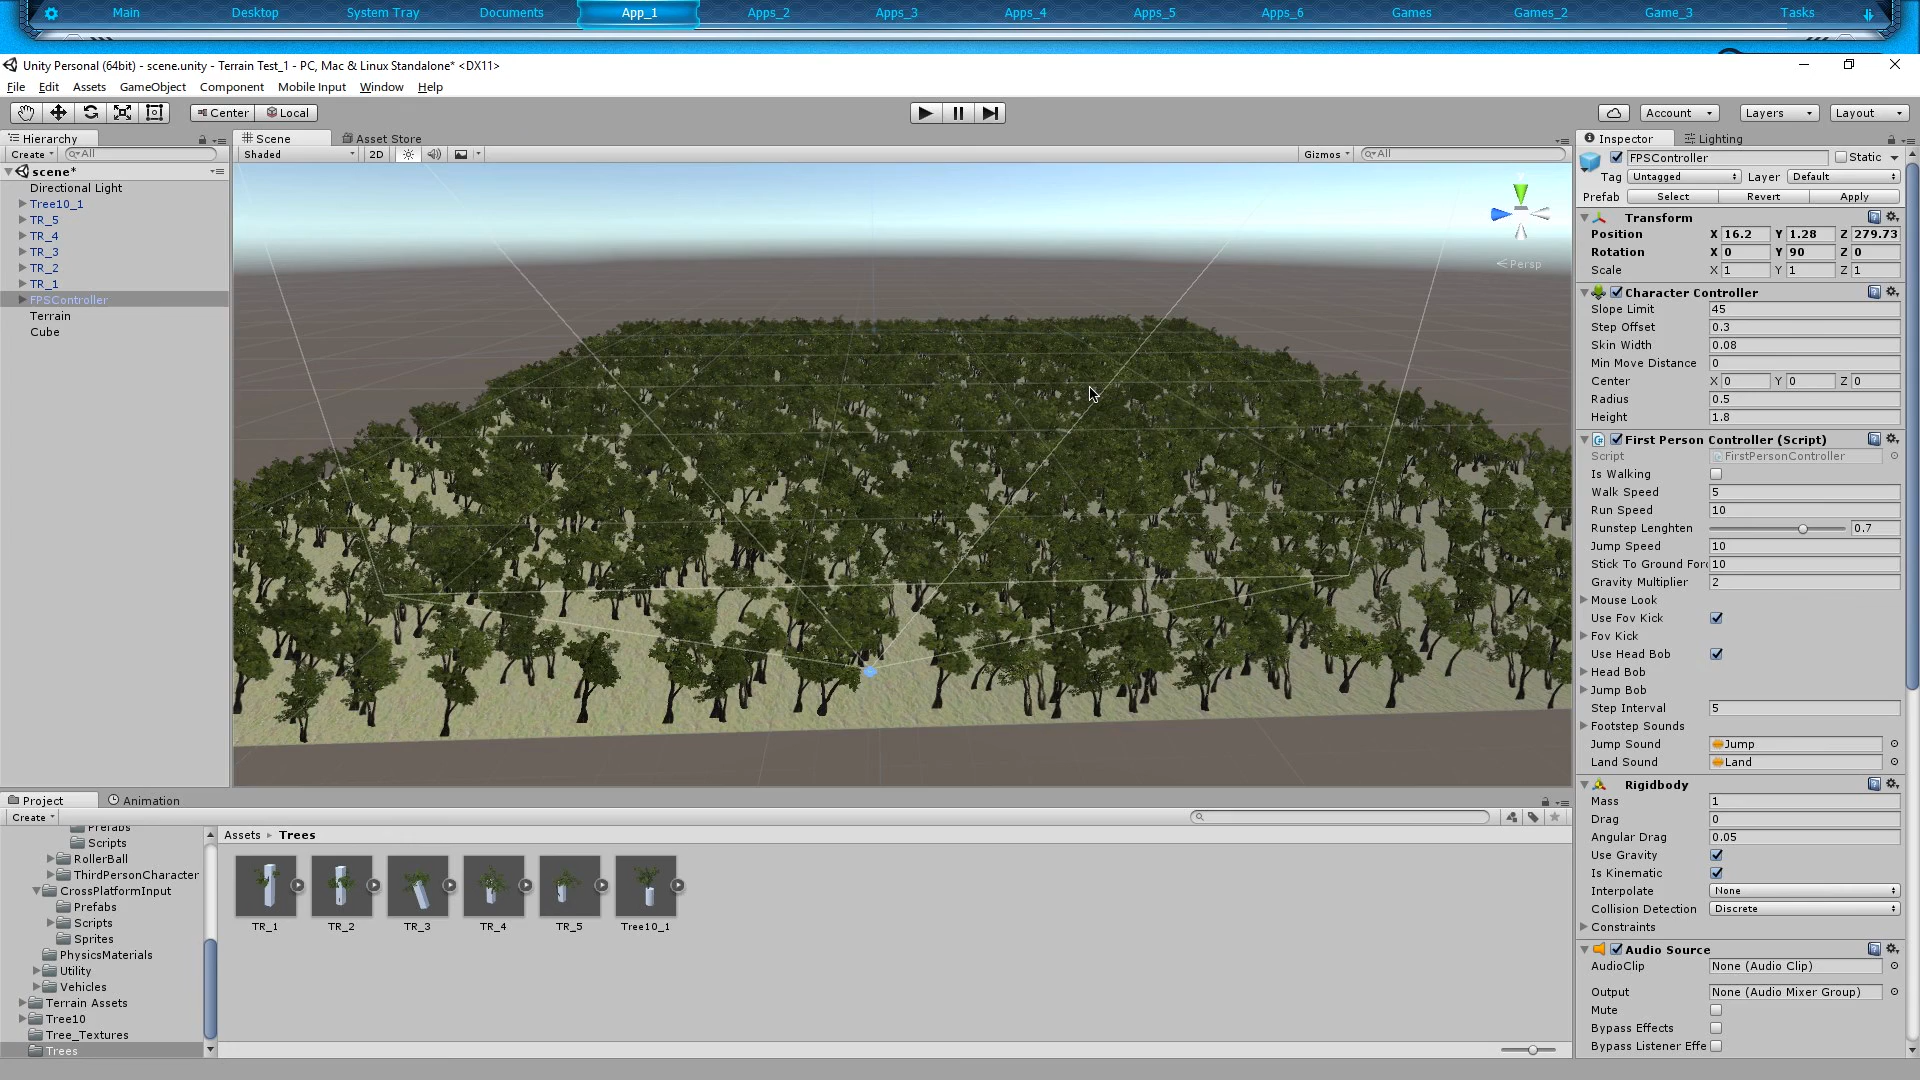 Main Desktop System Tray Documents App_1 Apps_2 Apps_3 Apps_4 Apps_5 Apps_6 Games Games_2 Game_3 Tasks
Unity Personal (64bit) - scene.unity - Terrain Test_1 - PC, Mac & Linux Standalone* <DX11>
File Edit Assets GameObject Component Mobile Input Window Help
Center Local Account Layers Layout
Hierarchy
Create All
scene*
Directional Light
Tree10_1
TR_5
TR_4
TR_3
TR_2
TR_1
FPSController
Terrain
Cube
Scene Asset Store
Shaded 2D Gizmos All
Persp
Inspector Lighting
FPSController Static
Tag Untagged Layer Default
Prefab Select Revert Apply
Transform
Position X 16.2 Y 1.28 Z 279.73
Rotation X 0 Y 90 Z 0
Scale X 1 Y 1 Z 1
Character Controller
Slope Limit 45
Step Offset 0.3
Skin Width 0.08
Min Move Distance 0
Center X 0 Y 0 Z 0
Radius 0.5
Height 1.8
First Person Controller (Script)
Script FirstPersonController
Is Walking
Walk Speed 5
Run Speed 10
Runstep Lenghten 0.7
Jump Speed 10
Stick To Ground For 10
Gravity Multiplier 2
Mouse Look
Use Fov Kick
Fov Kick
Use Head Bob
Head Bob
Jump Bob
Step Interval 5
Footstep Sounds
Jump Sound Jump
Land Sound Land
Rigidbody
Mass 1
Drag 0
Angular Drag 0.05
Use Gravity
Is Kinematic
Interpolate None
Collision Detection Discrete
Constraints
Audio Source
AudioClip None (Audio Clip)
Output None (Audio Mixer Group)
Mute
Bypass Effects
Bypass Listener Effe
Project Animation
Create
Prefabs
Scripts
RollerBall
ThirdPersonCharacter
CrossPlatformInput
Prefabs
Scripts
Sprites
PhysicsMaterials
Utility
Vehicles
Terrain Assets
Tree10
Tree_Textures
Trees
Assets Trees
TR_1 TR_2 TR_3 TR_4 TR_5 Tree10_1